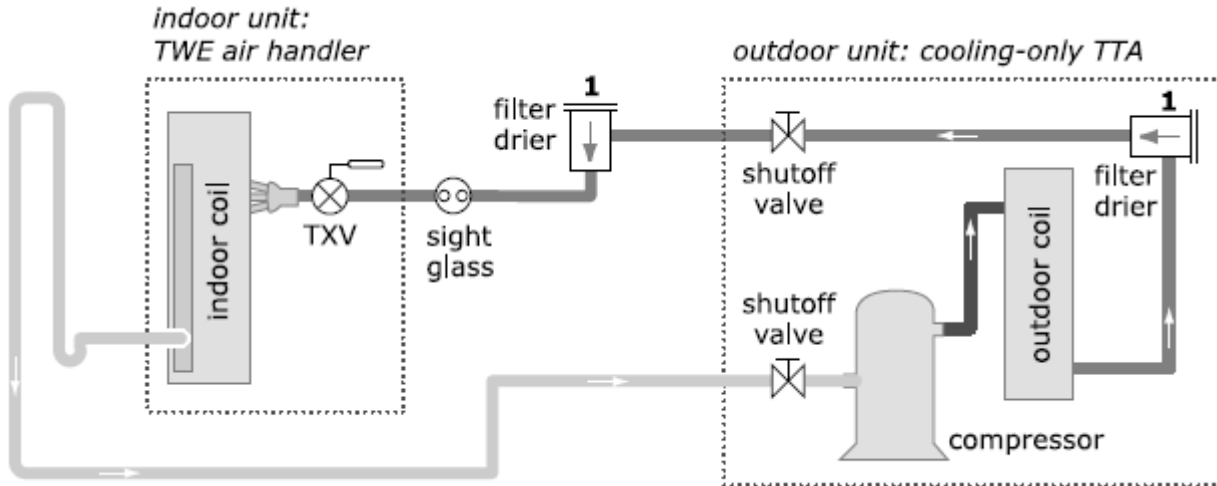 indoor unit:
TWE air handler
outdoor unit: cooling-only TTA
1
filter
drier
1
shutoff
valve
filter
drier
indoor coil
TXV
sight
glass
outdoor coil
shutoff
valve
compressor